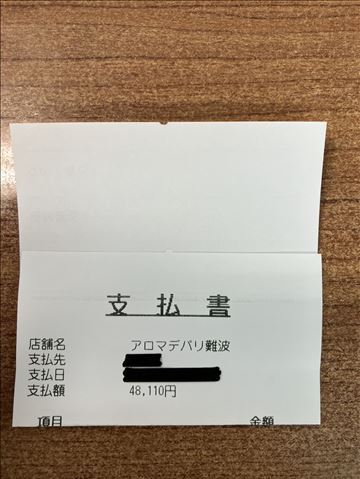 支払書
店舗名 アロマデバリ難波
支払先
支払日
支払額 48,110円
項目 金額